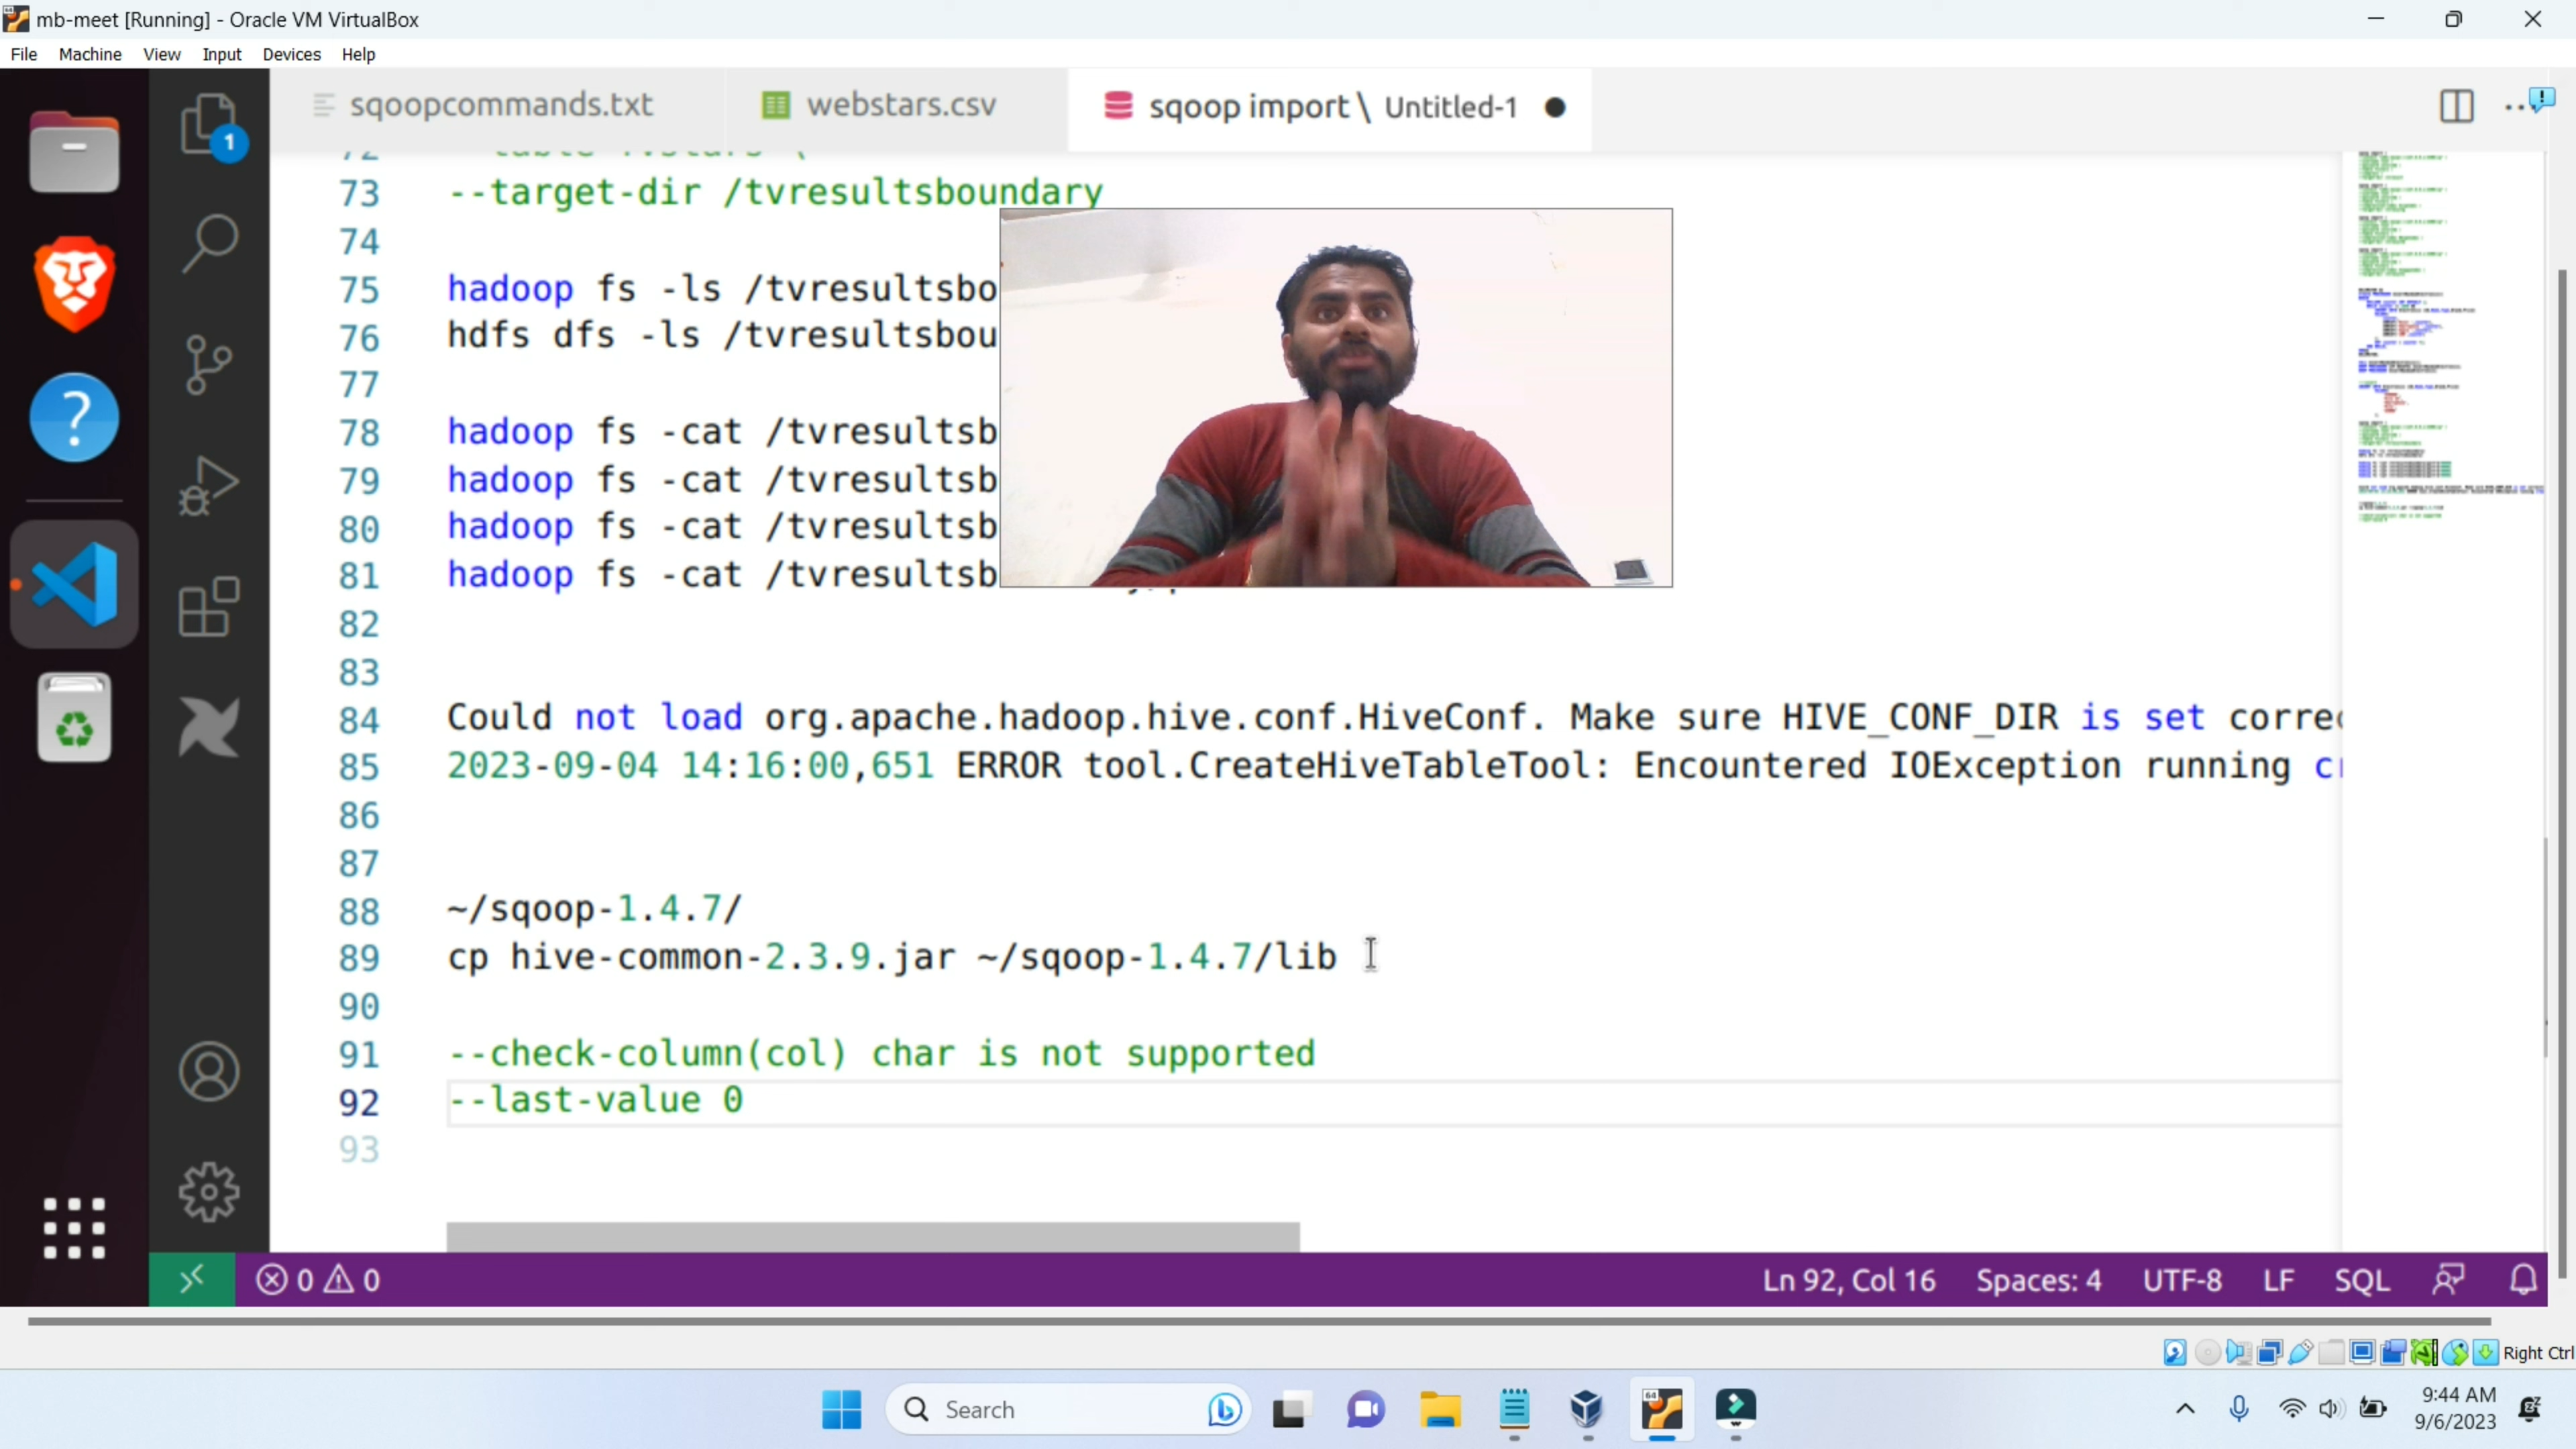 mb-meet [Running] - Oracle VM VirtualBox
File Machine View Input Devices Help
sqoopcommands.txt webstars.csv sqoop import \ Untitled-1
1
73 --target-dir /tvresultsboundary
74
75 hadoop fs -ls /tvresultsbo
76 hdfs dfs -ls /tvresultsbou
77
78 hadoop fs -cat /tvresultsb
79 hadoop fs -cat /tvresultsb
80 hadoop fs -cat /tvresultsb
81 hadoop fs -cat /tvresultsb
82
83
84 Could not load org.apache.hadoop.hive.conf.HiveConf. Make sure HIVE_CONF_DIR is set correc
85 2023-09-04 14:16:00,651 ERROR tool.CreateHiveTableTool: Encountered IOException running cr
86
87
88 ~/sqoop-1.4.7/
89 cp hive-common-2.3.9.jar ~/sqoop-1.4.7/lib
90
91 --check-column(col) char is not supported
92 --last-value 0
93
0 0 Ln 92, Col 16 Spaces: 4 UTF-8 LF SQL
Right Ctrl
Search
64
9:44 AM
9/6/2023